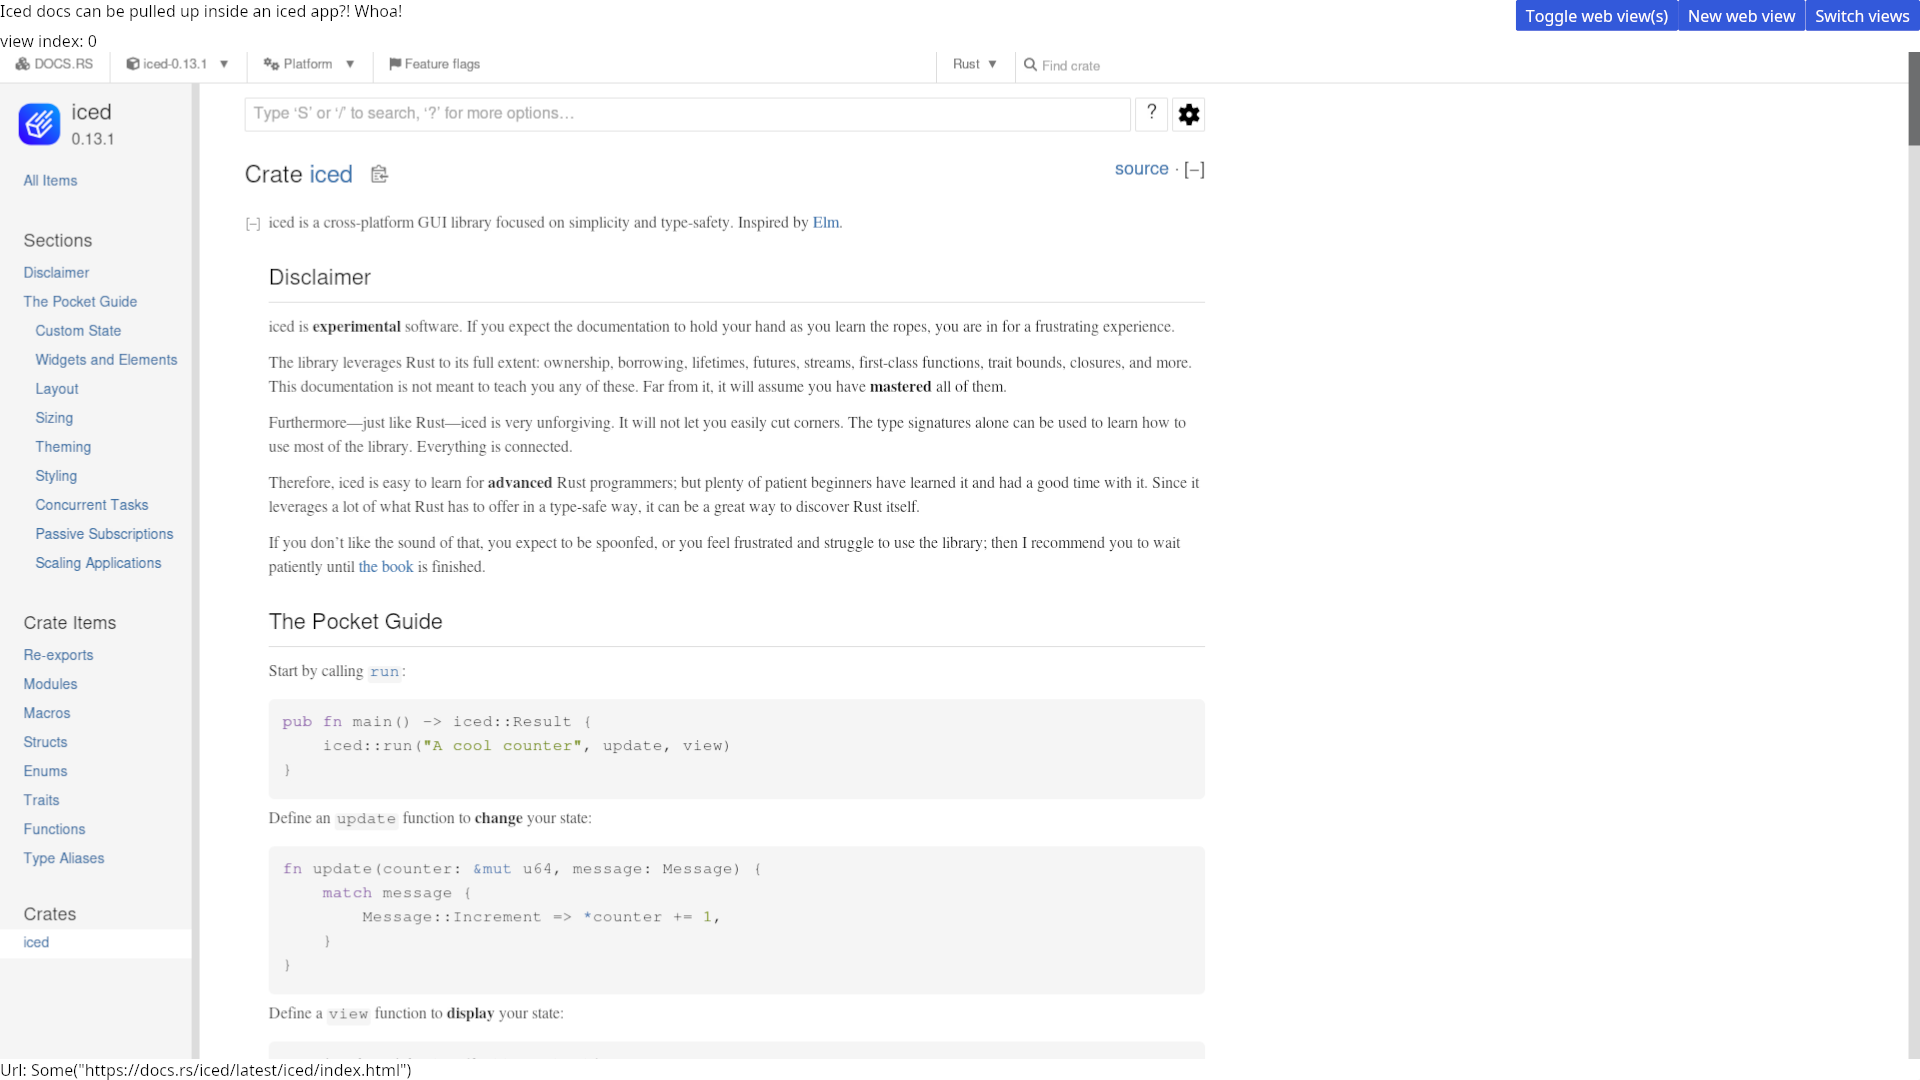 Iced docs can be pulled up inside an iced app?! Whoa!
Toggle web view(s) New web view Switch views
view index: 0
DOCS.RS iced-0.13.1 ▼ Platform ▼ Feature flags Rust ▼ Find crate
iced
0.13.1
All Items
Sections
Disclaimer
The Pocket Guide
Custom State
Widgets and Elements
Layout
Sizing
Theming
Styling
Concurrent Tasks
Passive Subscriptions
Scaling Applications
Crate Items
Re-exports
Modules
Macros
Structs
Enums
Traits
Functions
Type Aliases
Crates
iced
Type ‘S’ or ‘/’ to search, ‘?’ for more options… ?
Crate iced source · [−]
[−] iced is a cross-platform GUI library focused on simplicity and type-safety. Inspired by Elm.
Disclaimer
iced is experimental software. If you expect the documentation to hold your hand as you learn the ropes, you are in for a frustrating experience.
The library leverages Rust to its full extent: ownership, borrowing, lifetimes, futures, streams, first-class functions, trait bounds, closures, and more.
This documentation is not meant to teach you any of these. Far from it, it will assume you have mastered all of them.
Furthermore—just like Rust—iced is very unforgiving. It will not let you easily cut corners. The type signatures alone can be used to learn how to
use most of the library. Everything is connected.
Therefore, iced is easy to learn for advanced Rust programmers; but plenty of patient beginners have learned it and had a good time with it. Since it
leverages a lot of what Rust has to offer in a type-safe way, it can be a great way to discover Rust itself.
If you don’t like the sound of that, you expect to be spoonfed, or you feel frustrated and struggle to use the library; then I recommend you to wait
patiently until the book is finished.
The Pocket Guide
Start by calling run:
pub fn main() -> iced::Result {
    iced::run("A cool counter", update, view)
}
Define an update function to change your state:
fn update(counter: &mut u64, message: Message) {
    match message {
        Message::Increment => *counter += 1,
    }
}
Define a view function to display your state:
Url: Some("https://docs.rs/iced/latest/iced/index.html")